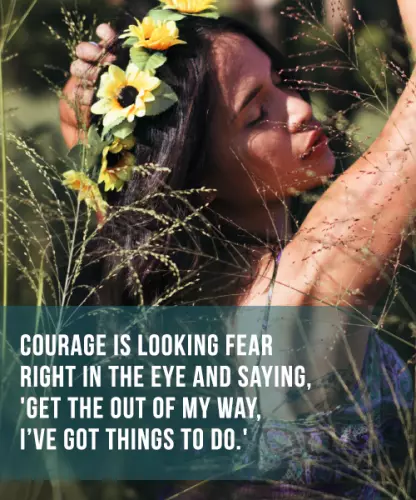 COURAGE IS LOOKING FEAR
RIGHT IN THE EYE AND SAYING,
'GET THE OUT OF MY WAY,
I'VE GOT THINGS TO DO.'